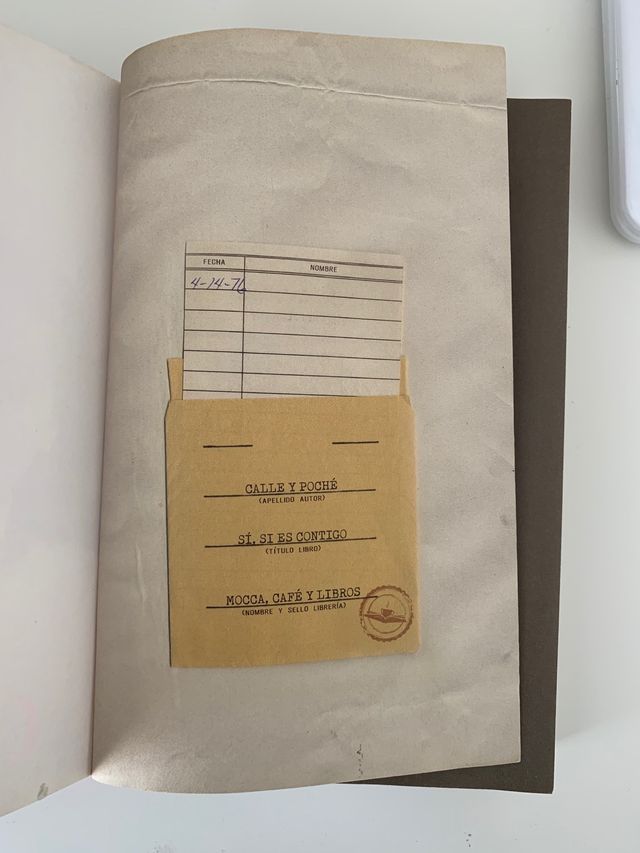 FECHA NOMBRE
4-14-76
CALLE Y POCHÉ
(APELLIDO AUTOR)
SÍ, SI ES CONTIGO
(TÍTULO LIBRO)
MOCCA, CAFÉ Y LIBROS
(NOMBRE Y SELLO LIBRERÍA)